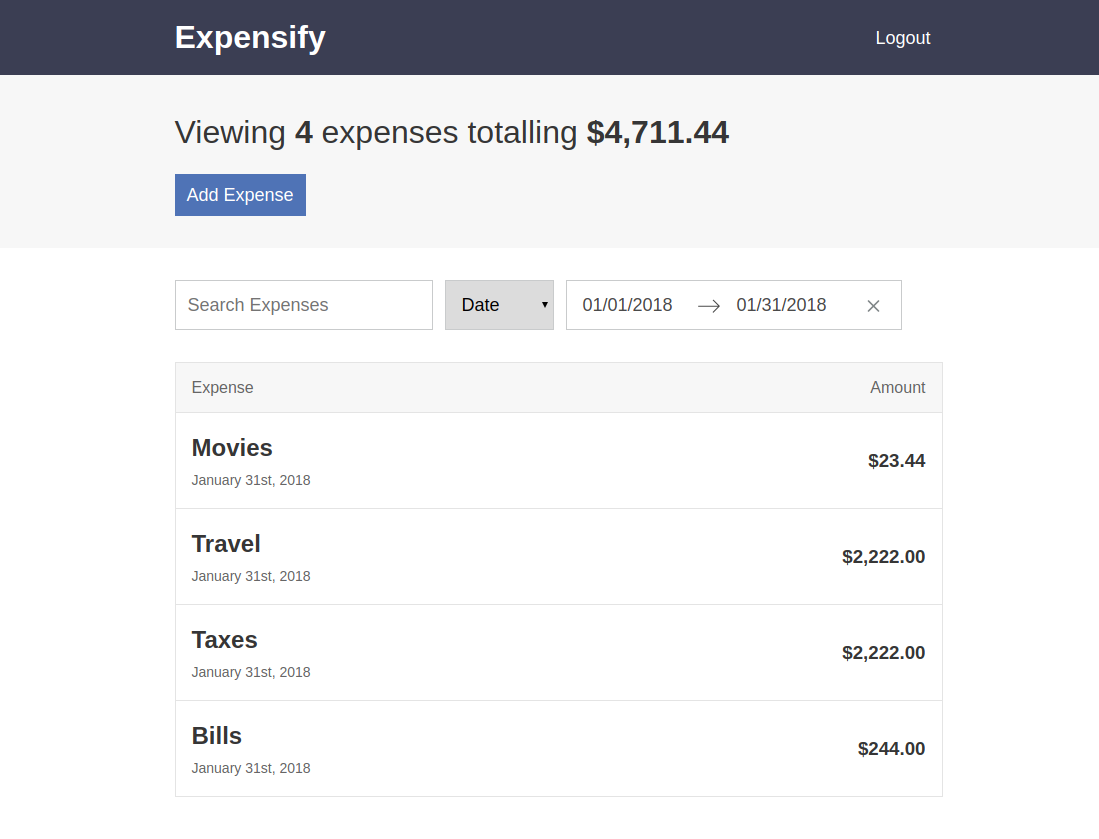 Expensify Logout
Viewing 4 expenses totalling $4,711.44
Add Expense
Search Expenses Date 01/01/2018 01/31/2018
Expense Amount
Movies
January 31st, 2018
$23.44
Travel
January 31st, 2018
$2,222.00
Taxes
January 31st, 2018
$2,222.00
Bills
January 31st, 2018
$244.00